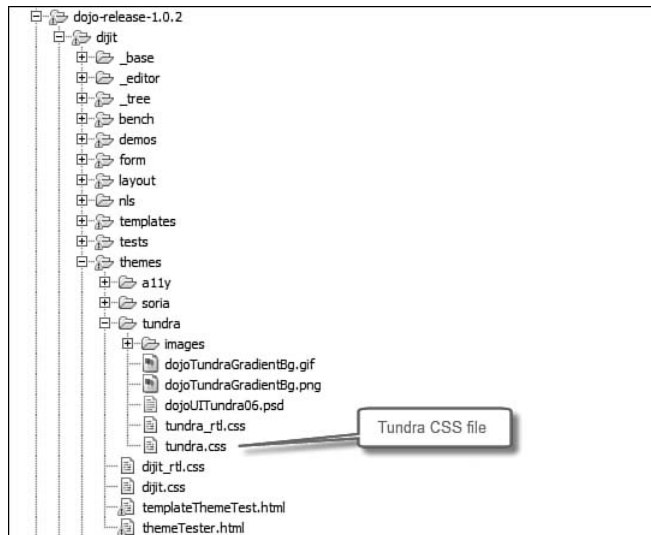 dojo-release-1.0.2
dijit
_base
_editor
_tree
bench
demos
form
layout
nls
templates
tests
themes
a11y
soria
tundra
images
dojoTundraGradientBg.gif
dojoTundraGradientBg.png
dojoUITundra06.psd
tundra_rtl.css
tundra.css
Tundra CSS file
dijit_rtl.css
dijit.css
templateThemeTest.html
themeTester.html